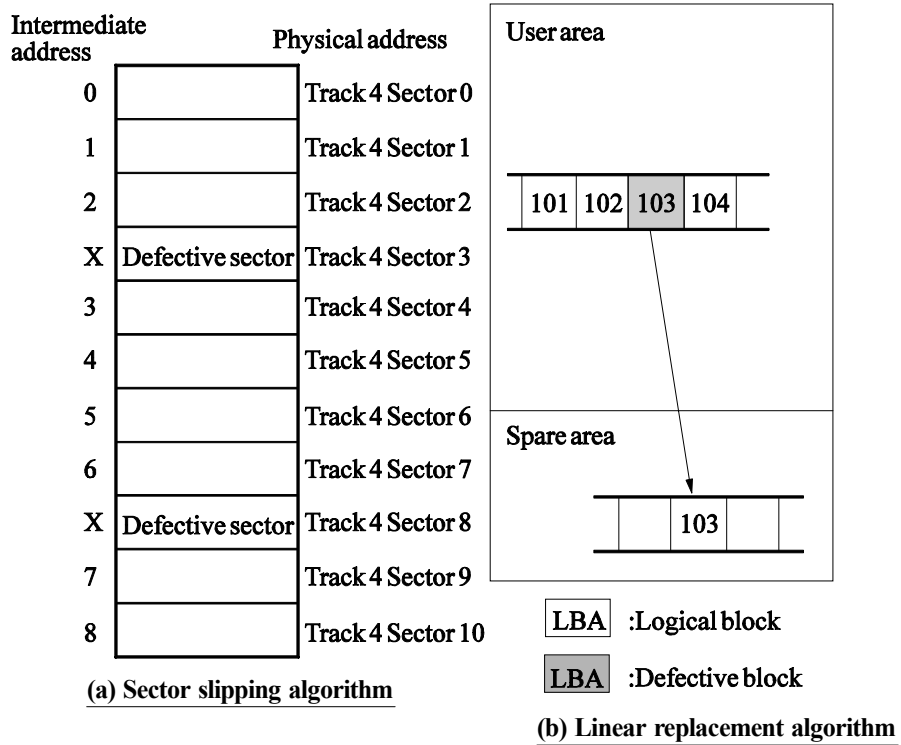 Intermediate
address
Physical address
0 Track 4 Sector 0
1 Track 4 Sector 1
2 Track 4 Sector 2
X Defective sector Track 4 Sector 3
3 Track 4 Sector 4
4 Track 4 Sector 5
5 Track 4 Sector 6
6 Track 4 Sector 7
X Defective sector Track 4 Sector 8
7 Track 4 Sector 9
8 Track 4 Sector 10
(a) Sector slipping algorithm
User area
101 102 103 104
Spare area
103
LBA :Logical block
LBA :Defective block
(b) Linear replacement algorithm